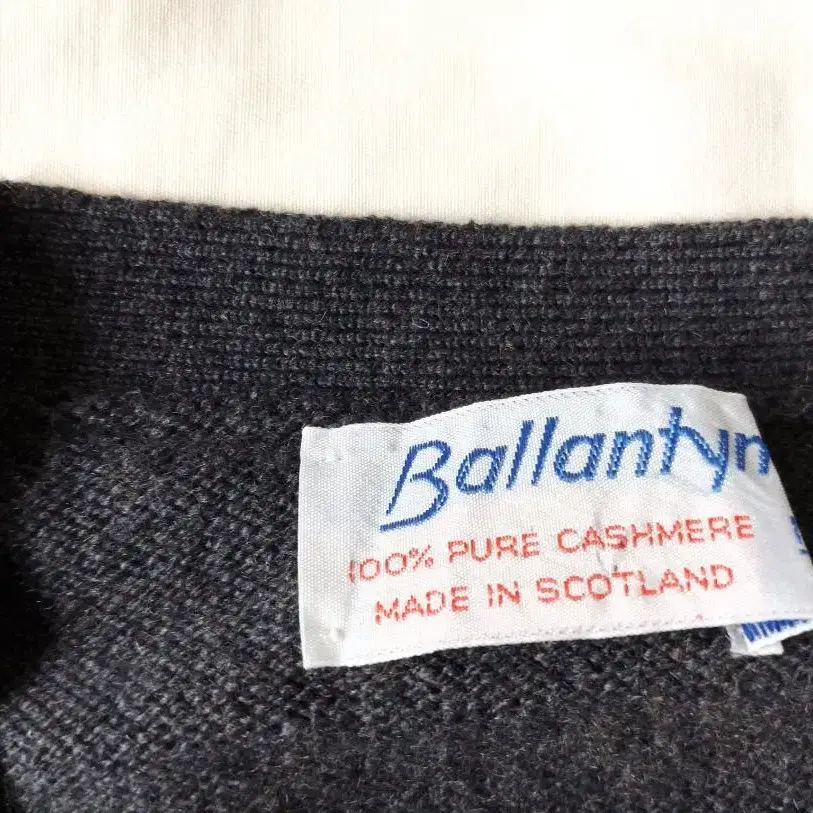 Ballantyn
100% PURE CASHMERE
MADE IN SCOTLAND